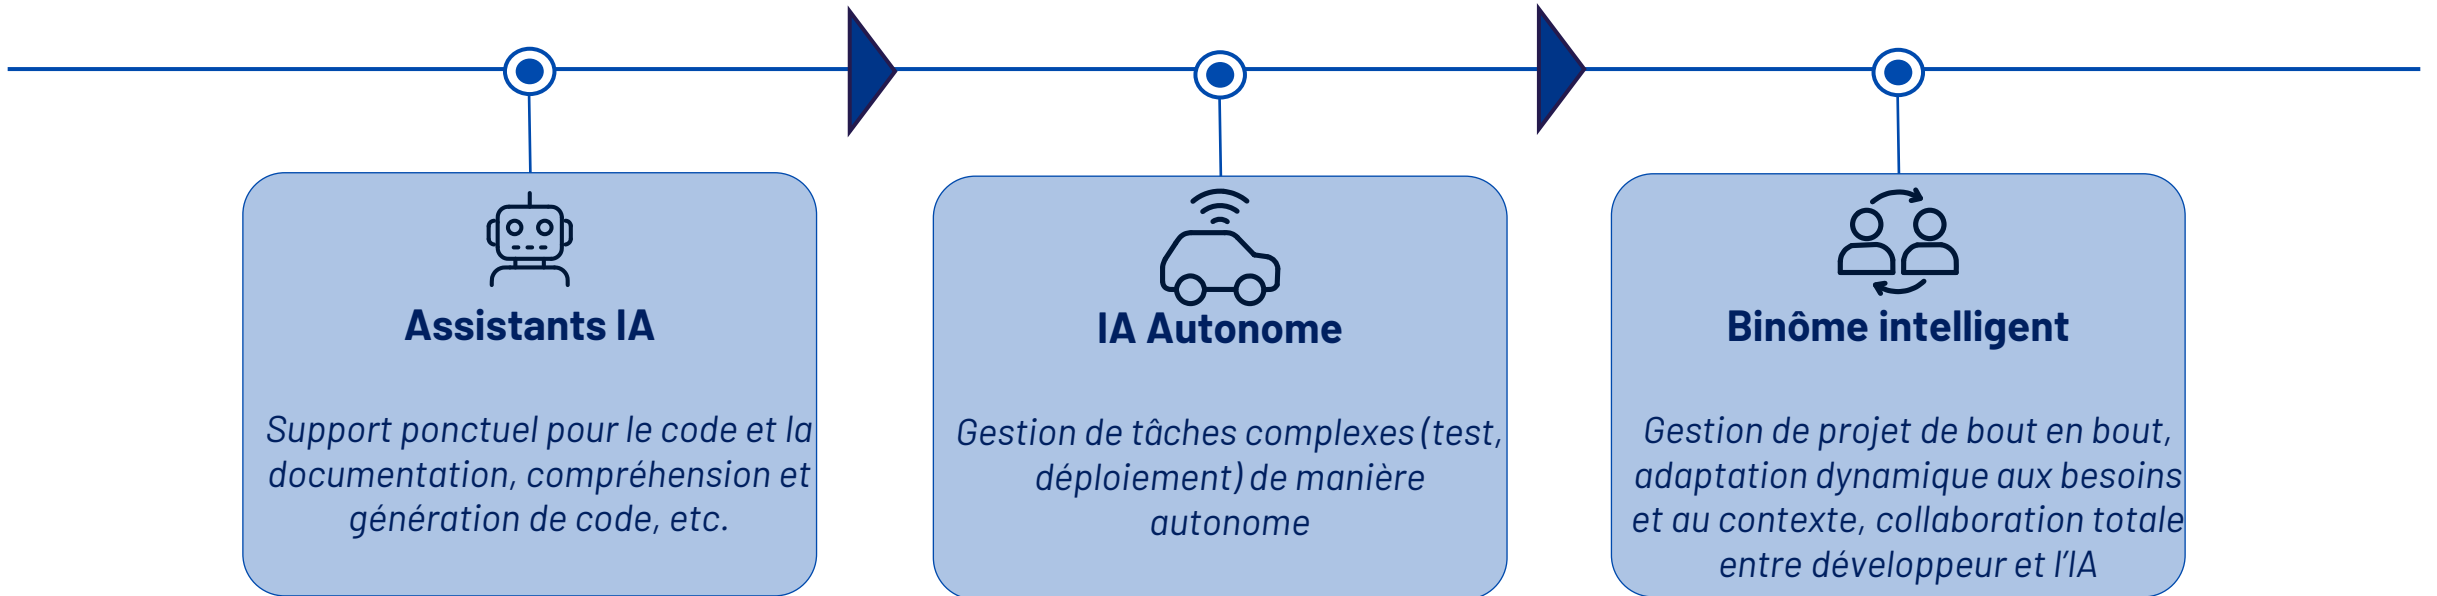 Assistants IA
Support ponctuel pour le code et la
documentation, compréhension et
génération de code, etc.
IA Autonome
Gestion de tâches complexes (test,
déploiement) de manière
autonome
Binôme intelligent
Gestion de projet de bout en bout,
adaptation dynamique aux besoins
et au contexte, collaboration totale
entre développeur et l’IA